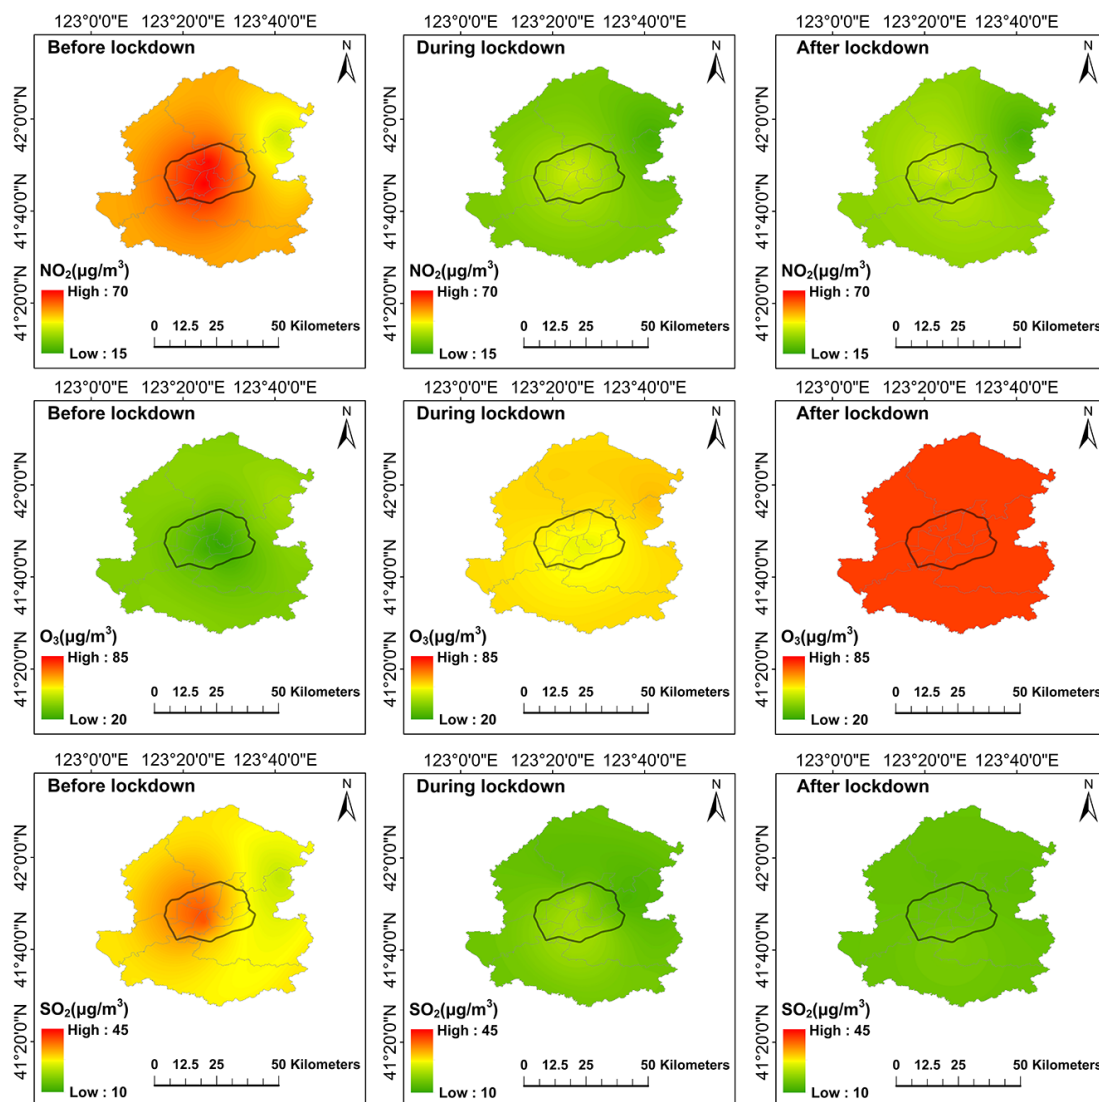 123°0'0"E 123°20'0"E 123°40'0"E
Before lockdown
N
42°0'0"N
41°40'0"N
41°20'0"N
NO₂(µg/m³)
High : 70
Low : 15
0 12.5 25 50 Kilometers
123°0'0"E 123°20'0"E 123°40'0"E
During lockdown
N
42°0'0"N
41°40'0"N
41°20'0"N
NO₂(µg/m³)
High : 70
Low : 15
0 12.5 25 50 Kilometers
123°0'0"E 123°20'0"E 123°40'0"E
After lockdown
N
42°0'0"N
41°40'0"N
41°20'0"N
NO₂(µg/m³)
High : 70
Low : 15
0 12.5 25 50 Kilometers
123°0'0"E 123°20'0"E 123°40'0"E
Before lockdown
N
42°0'0"N
41°40'0"N
41°20'0"N
O₃(µg/m³)
High : 85
Low : 20
0 12.5 25 50 Kilometers
123°0'0"E 123°20'0"E 123°40'0"E
During lockdown
N
42°0'0"N
41°40'0"N
41°20'0"N
O₃(µg/m³)
High : 85
Low : 20
0 12.5 25 50 Kilometers
123°0'0"E 123°20'0"E 123°40'0"E
After lockdown
N
42°0'0"N
41°40'0"N
41°20'0"N
O₃(µg/m³)
High : 85
Low : 20
0 12.5 25 50 Kilometers
123°0'0"E 123°20'0"E 123°40'0"E
Before lockdown
N
42°0'0"N
41°40'0"N
41°20'0"N
SO₂(µg/m³)
High : 45
Low : 10
0 12.5 25 50 Kilometers
123°0'0"E 123°20'0"E 123°40'0"E
During lockdown
N
42°0'0"N
41°40'0"N
41°20'0"N
SO₂(µg/m³)
High : 45
Low : 10
0 12.5 25 50 Kilometers
123°0'0"E 123°20'0"E 123°40'0"E
After lockdown
N
42°0'0"N
41°40'0"N
41°20'0"N
SO₂(µg/m³)
High : 45
Low : 10
0 12.5 25 50 Kilometers